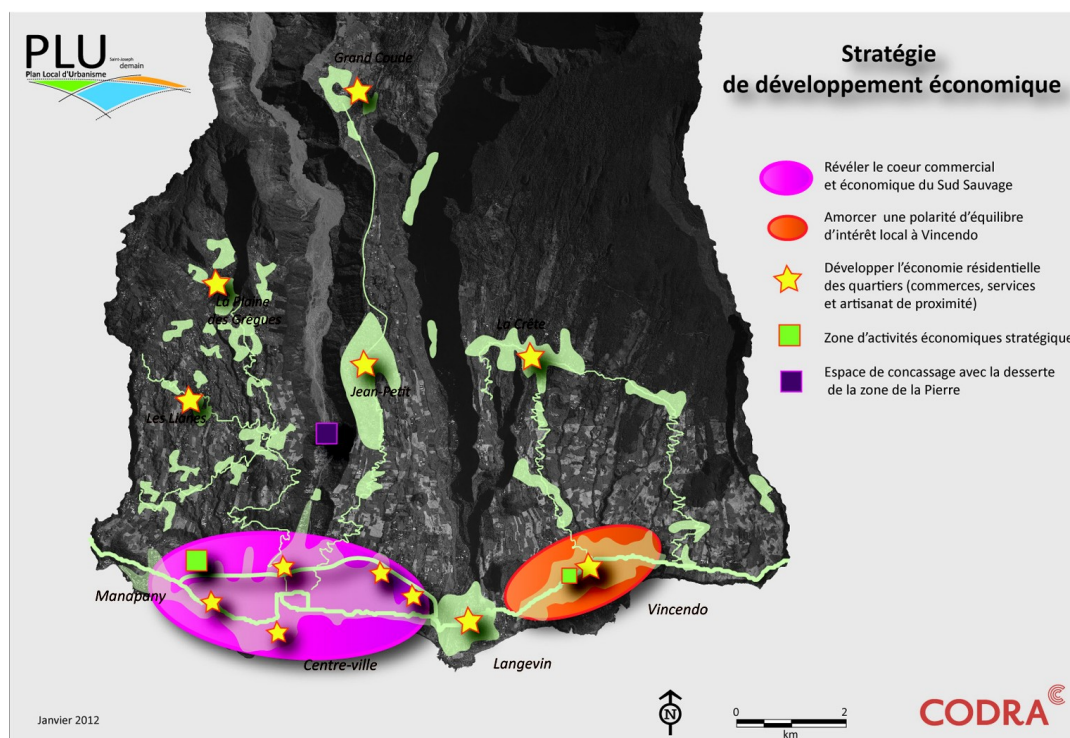 PLU
Saint-Joseph
demain
Plan Local d'Urbanisme
Stratégie
de développement économique
Révéler le coeur commercial
et économique du Sud Sauvage
Amorcer une polarité d'équilibre
d'intérêt local à Vincendo
Développer l'économie résidentielle
des quartiers (commerces, services
et artisanat de proximité)
Zone d'activités économiques stratégique
Espace de concassage avec la desserte
de la zone de la Pierre
Grand Coude
La Plaine
des Grègues
La Crête
Jean-Petit
Les Lianes
Manapany
Vincendo
Centre-ville
Langevin
Janvier 2012
N
0 2
km
CODRA